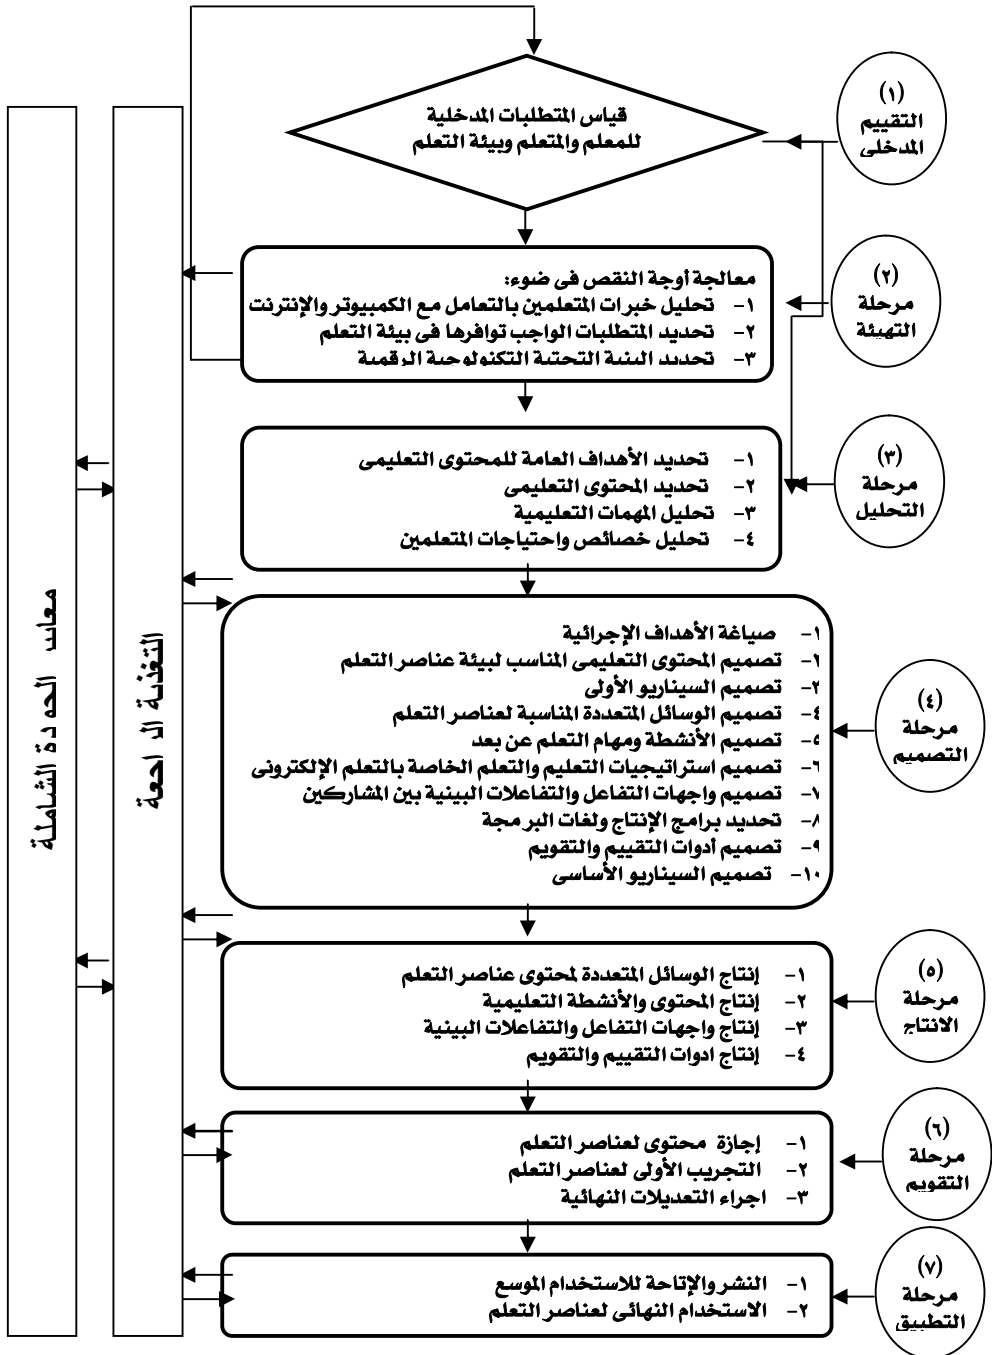 (١)
التقييم
المدخلى
قياس المتطلبات المدخلية
للمعلم والمتعلم وبيئة التعلم
(٢)
مرحلة
التهيئة
معالجة أوجة النقص فى ضوء:
١- تحليل خبرات المتعلمين بالتعامل مع الكمبيوتر والإنترنت
٢- تحديد المتطلبات الواجب توافرها فى بيئة التعلم
٣- تحديد البنية التحتية التكنولوجية الرقمية
(٣)
مرحلة
التحليل
١- تحديد الأهداف العامة للمحتوى التعليمى
٢- تحديد المحتوى التعليمى
٣- تحليل المهمات التعليمية
٤- تحليل خصائص واحتياجات المتعلمين
(٤)
مرحلة
التصميم
١- صياغة الأهداف الإجرائية
٢- تصميم المحتوى التعليمى المناسب لبيئة عناصر التعلم
٣- تصميم السيناريو الأولى
٤- تصميم الوسائل المتعددة المناسبة لعناصر التعلم
٥- تصميم الأنشطة ومهام التعلم عن بعد
٦- تصميم استراتيجيات التعليم والتعلم الخاصة بالتعلم الإلكترونى
٧- تصميم واجهات التفاعل والتفاعلات البينية بين المشاركين
٨- تحديد برامج الإنتاج ولغات البرمجة
٩- تصميم أدوات التقييم والتقويم
١٠- تصميم السيناريو الأساسى
(٥)
مرحلة
الانتاج
١- إنتاج الوسائل المتعددة لمحتوى عناصر التعلم
٢- إنتاج المحتوى والأنشطة التعليمية
٣- إنتاج واجهات التفاعل والتفاعلات البينية
٤- إنتاج ادوات التقييم والتقويم
(٦)
مرحلة
التقويم
١- إجازة محتوى لعناصر التعلم
٢- التجريب الأولى لعناصر التعلم
٣- اجراء التعديلات النهائية
(٧)
مرحلة
التطبيق
١- النشر والإتاحة للاستخدام الموسع
٢- الاستخدام النهائى لعناصر التعلم
التغذية الراجعة
معايير الجودة الشاملة